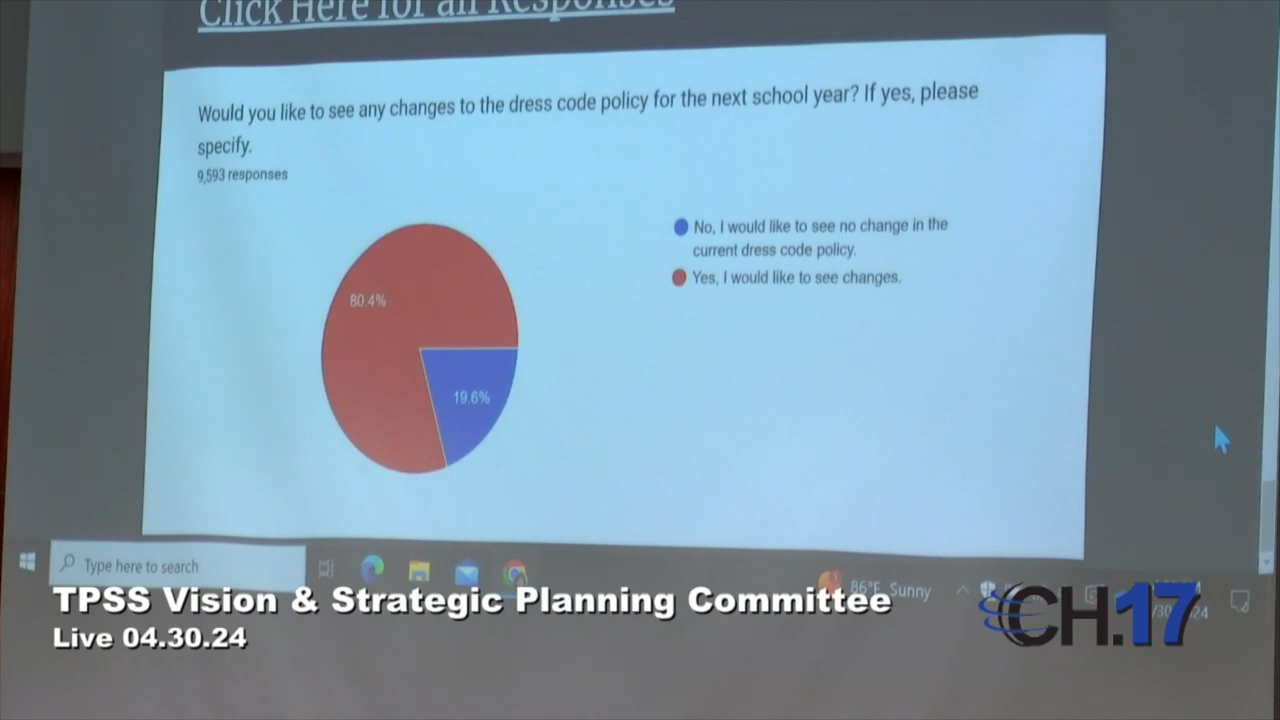 Click Here for all Responses
Would you like to see any changes to the dress code policy for the next school year? If yes, please
specify.
9,593 responses
No, I would like to see no change in the
current dress code policy.
Yes, I would like to see changes.
80.4%
19.6%
Type here to search
86°F Sunny
TPSS Vision & Strategic Planning Committee
Live 04.30.24
CH.17